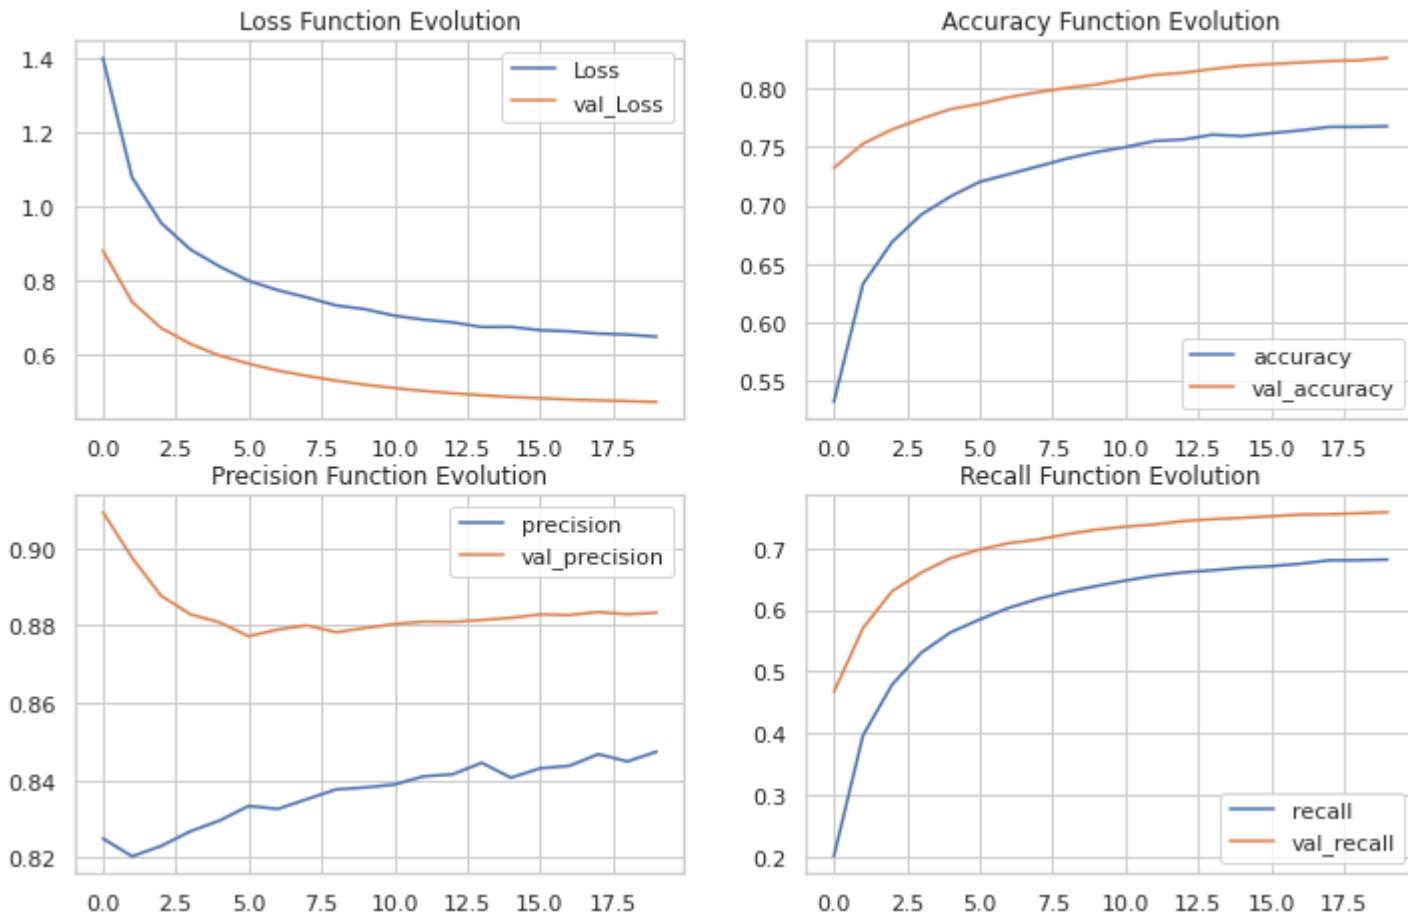 Loss Function Evolution
1.4
1.2
1.0
0.8
0.6
Loss
val_Loss
0.0 2.5 5.0 7.5 10.0 12.5 15.0 17.5
Accuracy Function Evolution
0.80
0.75
0.70
0.65
0.60
0.55
accuracy
val_accuracy
0.0 2.5 5.0 7.5 10.0 12.5 15.0 17.5
Precision Function Evolution
0.90
0.88
0.86
0.84
0.82
precision
val_precision
0.0 2.5 5.0 7.5 10.0 12.5 15.0 17.5
Recall Function Evolution
0.7
0.6
0.5
0.4
0.3
0.2
recall
val_recall
0.0 2.5 5.0 7.5 10.0 12.5 15.0 17.5